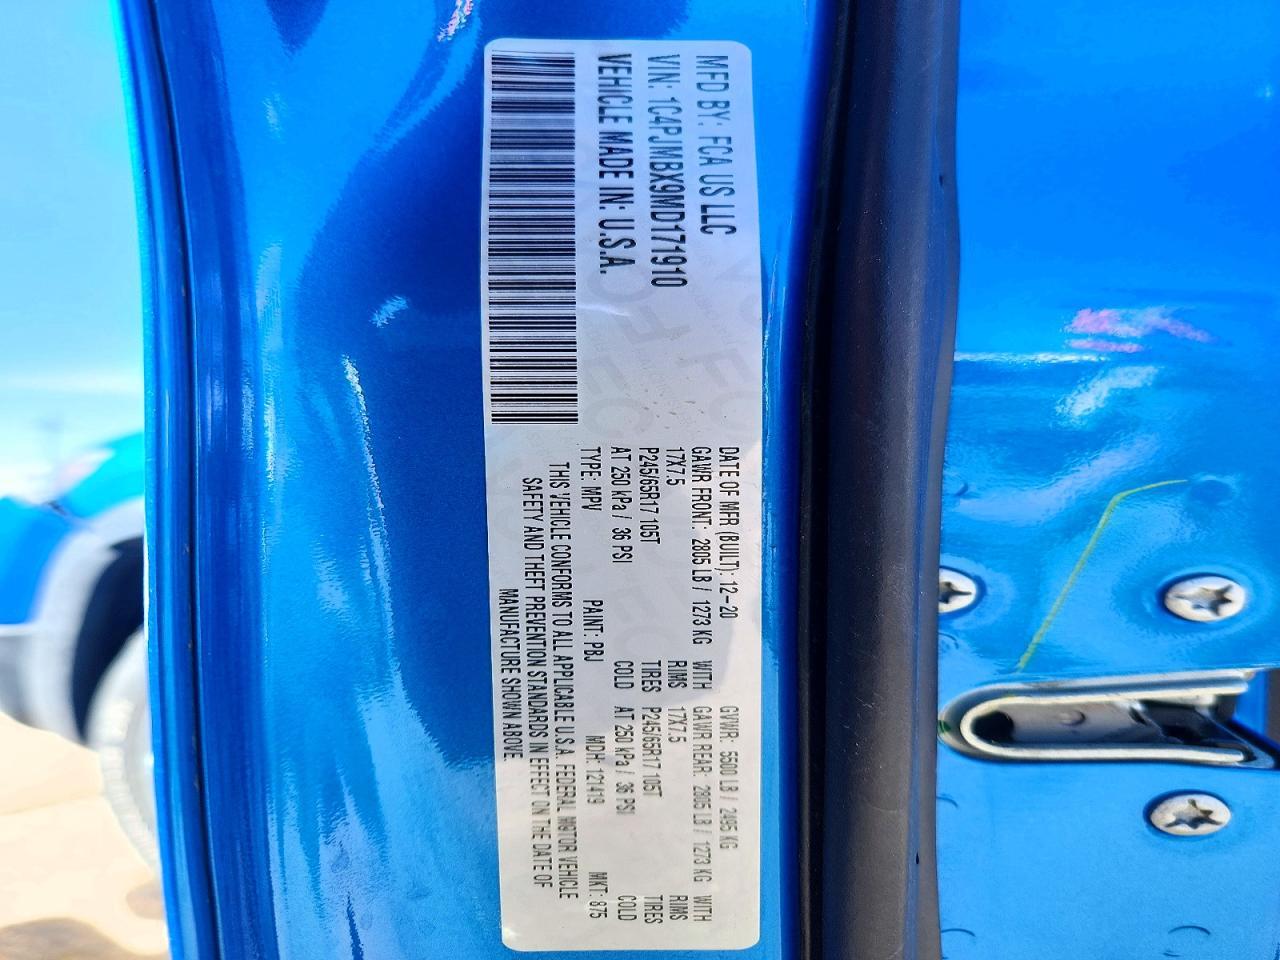 MFD BY: FCA US LLC
VIN: 1C4PJMBX9MD171910
VEHICLE MADE IN: U.S.A.
DATE OF MFR (BUILT): 12-20 GVWR: 5500 LB / 2495 KG
GAWR FRONT: 2805 LB / 1273 KG WITH GAWR REAR: 2805 LB / 1273 KG WITH
17X7.5 RIMS 17X7.5 RIMS
P245/65R17 105T TIRES P245/65R17 105T TIRES
AT 250 kPa / 36 PSI COLD AT 250 kPa / 36 PSI COLD
TYPE: MPV PAINT: PBJ MDH: 121419 MKT: 875
THIS VEHICLE CONFORMS TO ALL APPLICABLE U.S.A. FEDERAL MOTOR VEHICLE
SAFETY AND THEFT PREVENTION STANDARDS IN EFFECT ON THE DATE OF
MANUFACTURE SHOWN ABOVE.